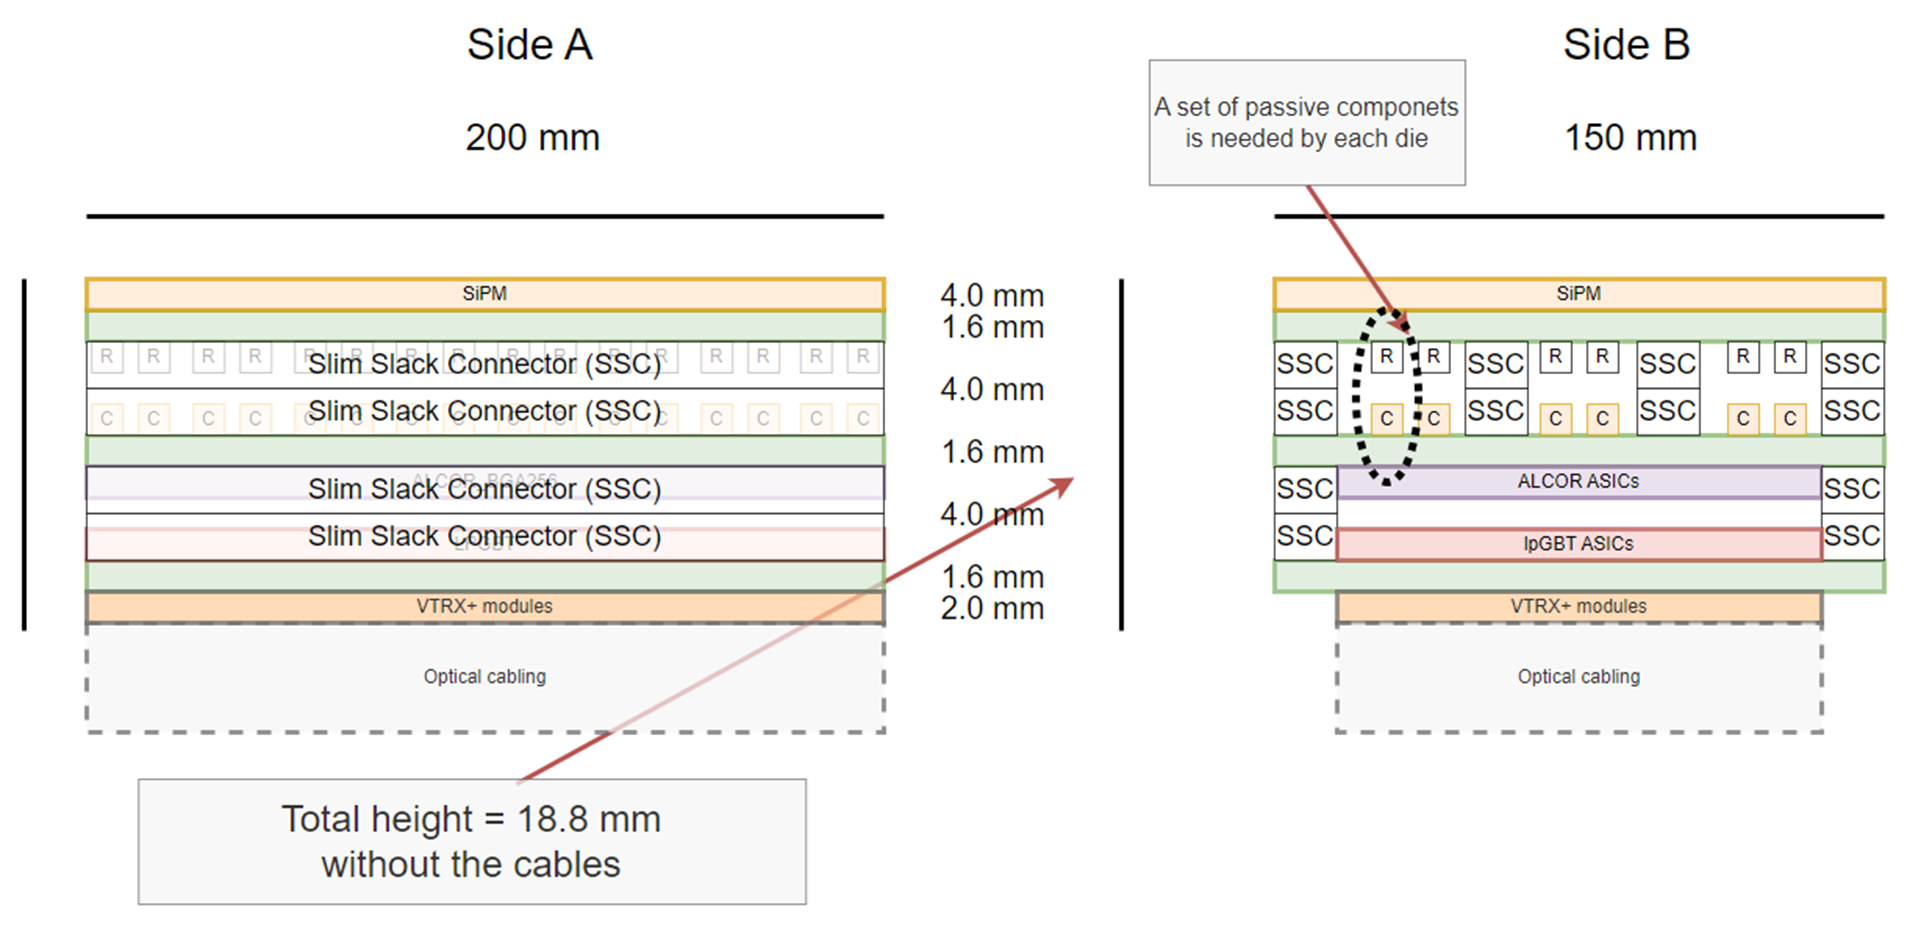 Side A
200 mm
SiPM
R R R R R R R R R R R R R R R R
Slim Slack Connector (SSC)
Slim Slack Connector (SSC)
C C C C C C C C C C C C C C C C
ALCOR BGA256
Slim Slack Connector (SSC)
Slim Slack Connector (SSC)
VTRX+ modules
Optical cabling
4.0 mm
1.6 mm
4.0 mm
1.6 mm
4.0 mm
1.6 mm
2.0 mm
Total height = 18.8 mm
without the cables
Side B
150 mm
A set of passive componets
is needed by each die
SiPM
SSC R R SSC R R SSC R R SSC
SSC C C SSC C C SSC C C SSC
SSC ALCOR ASICs SSC
SSC lpGBT ASICs SSC
VTRX+ modules
Optical cabling